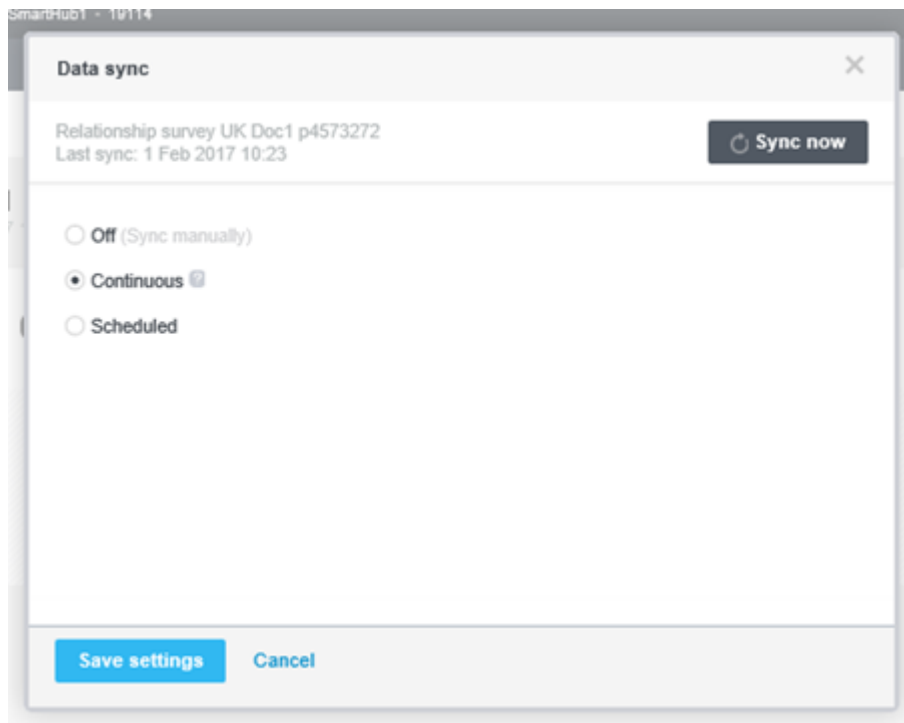 SmartHub1 - 19114
Data sync
Relationship survey UK Doc1 p4573272
Last sync: 1 Feb 2017 10:23
Sync now
Off (Sync manually)
Continuous ?
Scheduled
Save settings
Cancel